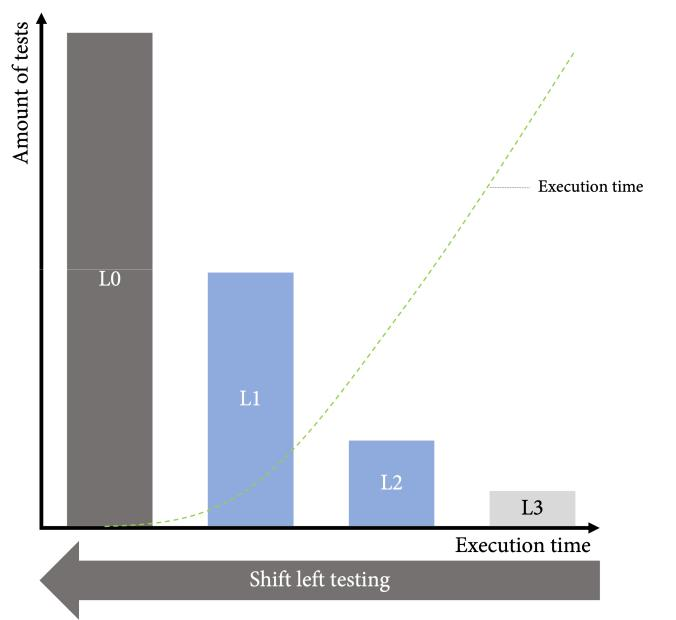 Amount of tests
Execution time
L0
L1
L2
L3
Execution time
Shift left testing